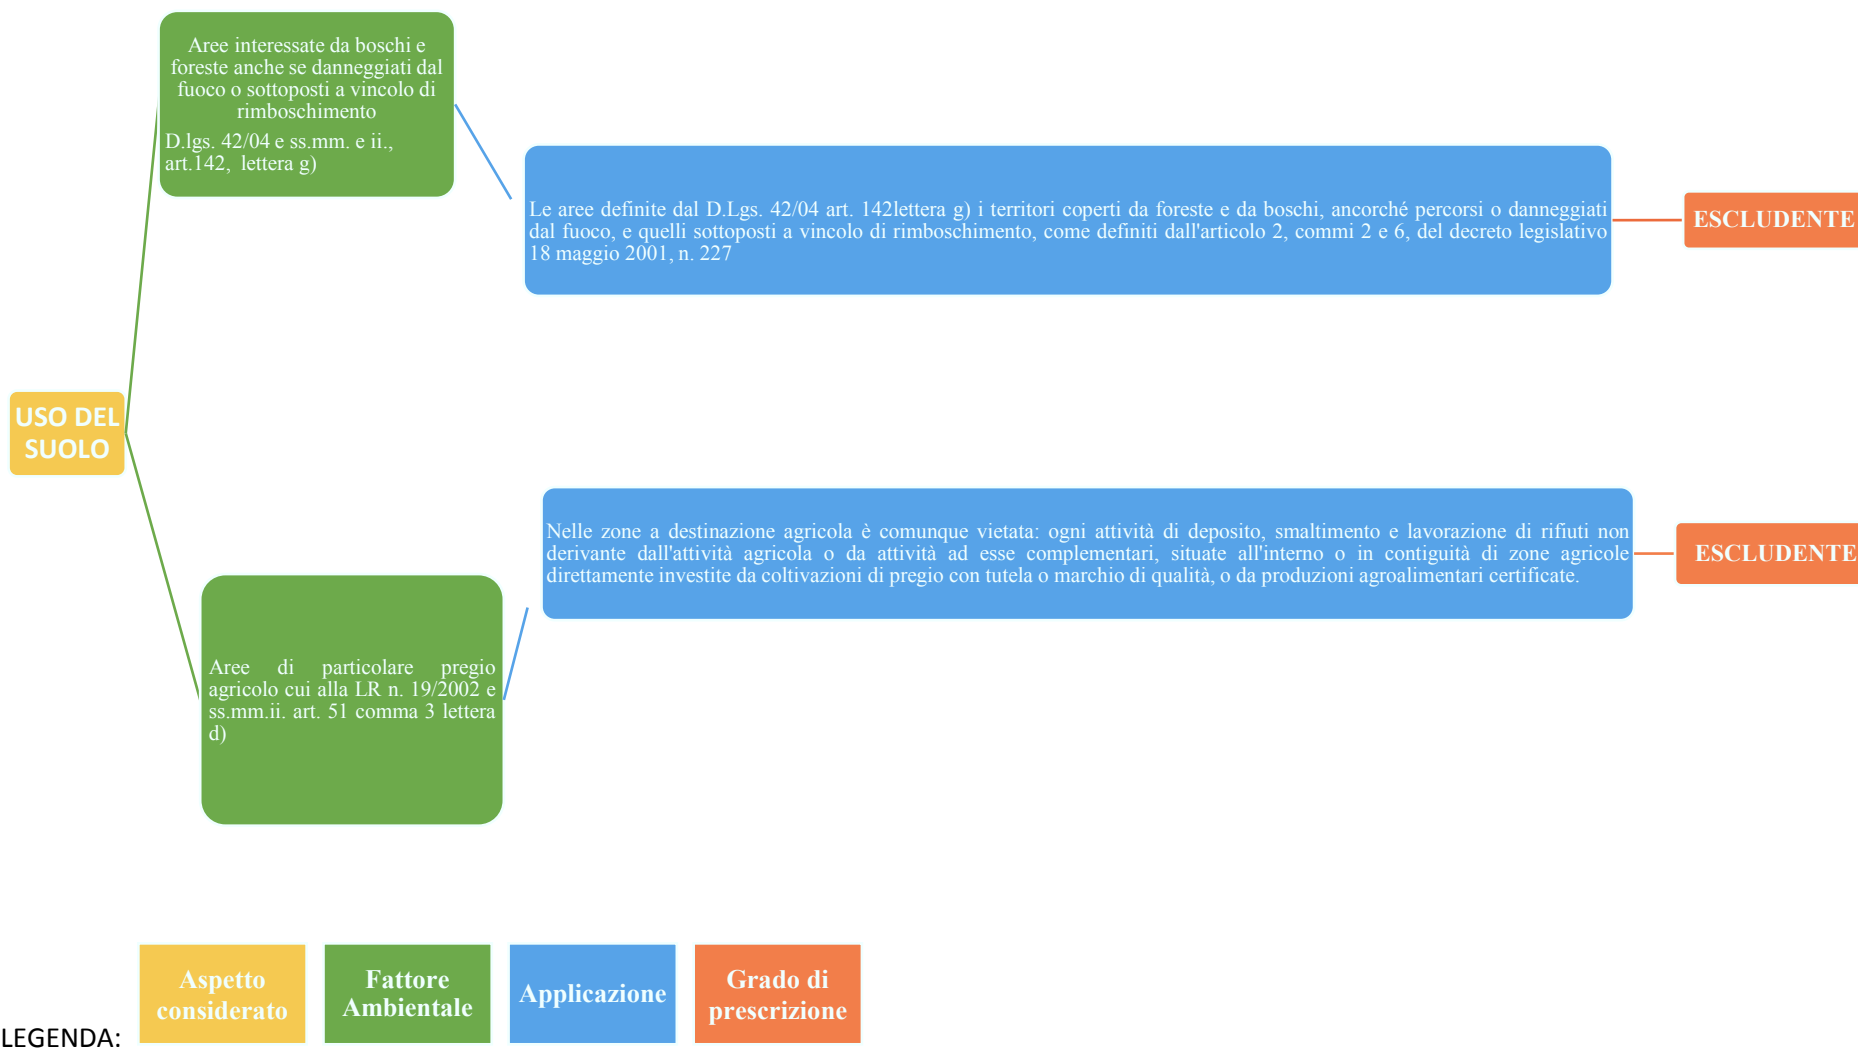 Aree interessate da boschi e
foreste anche se danneggiati dal
fuoco o sottoposti a vincolo di
rimboschimento
D.lgs. 42/04 e ss.mm. e ii.,
art.142, lettera g)
Le aree definite dal D.Lgs. 42/04 art. 142lettera g) i territori coperti da foreste e da boschi, ancorché percorsi o danneggiati
dal fuoco, e quelli sottoposti a vincolo di rimboschimento, come definiti dall'articolo 2, commi 2 e 6, del decreto legislativo
18 maggio 2001, n. 227
ESCLUDENTE
USO DEL
SUOLO
Nelle zone a destinazione agricola è comunque vietata: ogni attività di deposito, smaltimento e lavorazione di rifiuti non
derivante dall'attività agricola o da attività ad esse complementari, situate all'interno o in contiguità di zone agricole
direttamente investite da coltivazioni di pregio con tutela o marchio di qualità, o da produzioni agroalimentari certificate.
ESCLUDENTE
Aree di particolare pregio
agricolo cui alla LR n. 19/2002 e
ss.mm.ii. art. 51 comma 3 lettera
d)
LEGENDA:
Aspetto
considerato
Fattore
Ambientale
Applicazione
Grado di
prescrizione